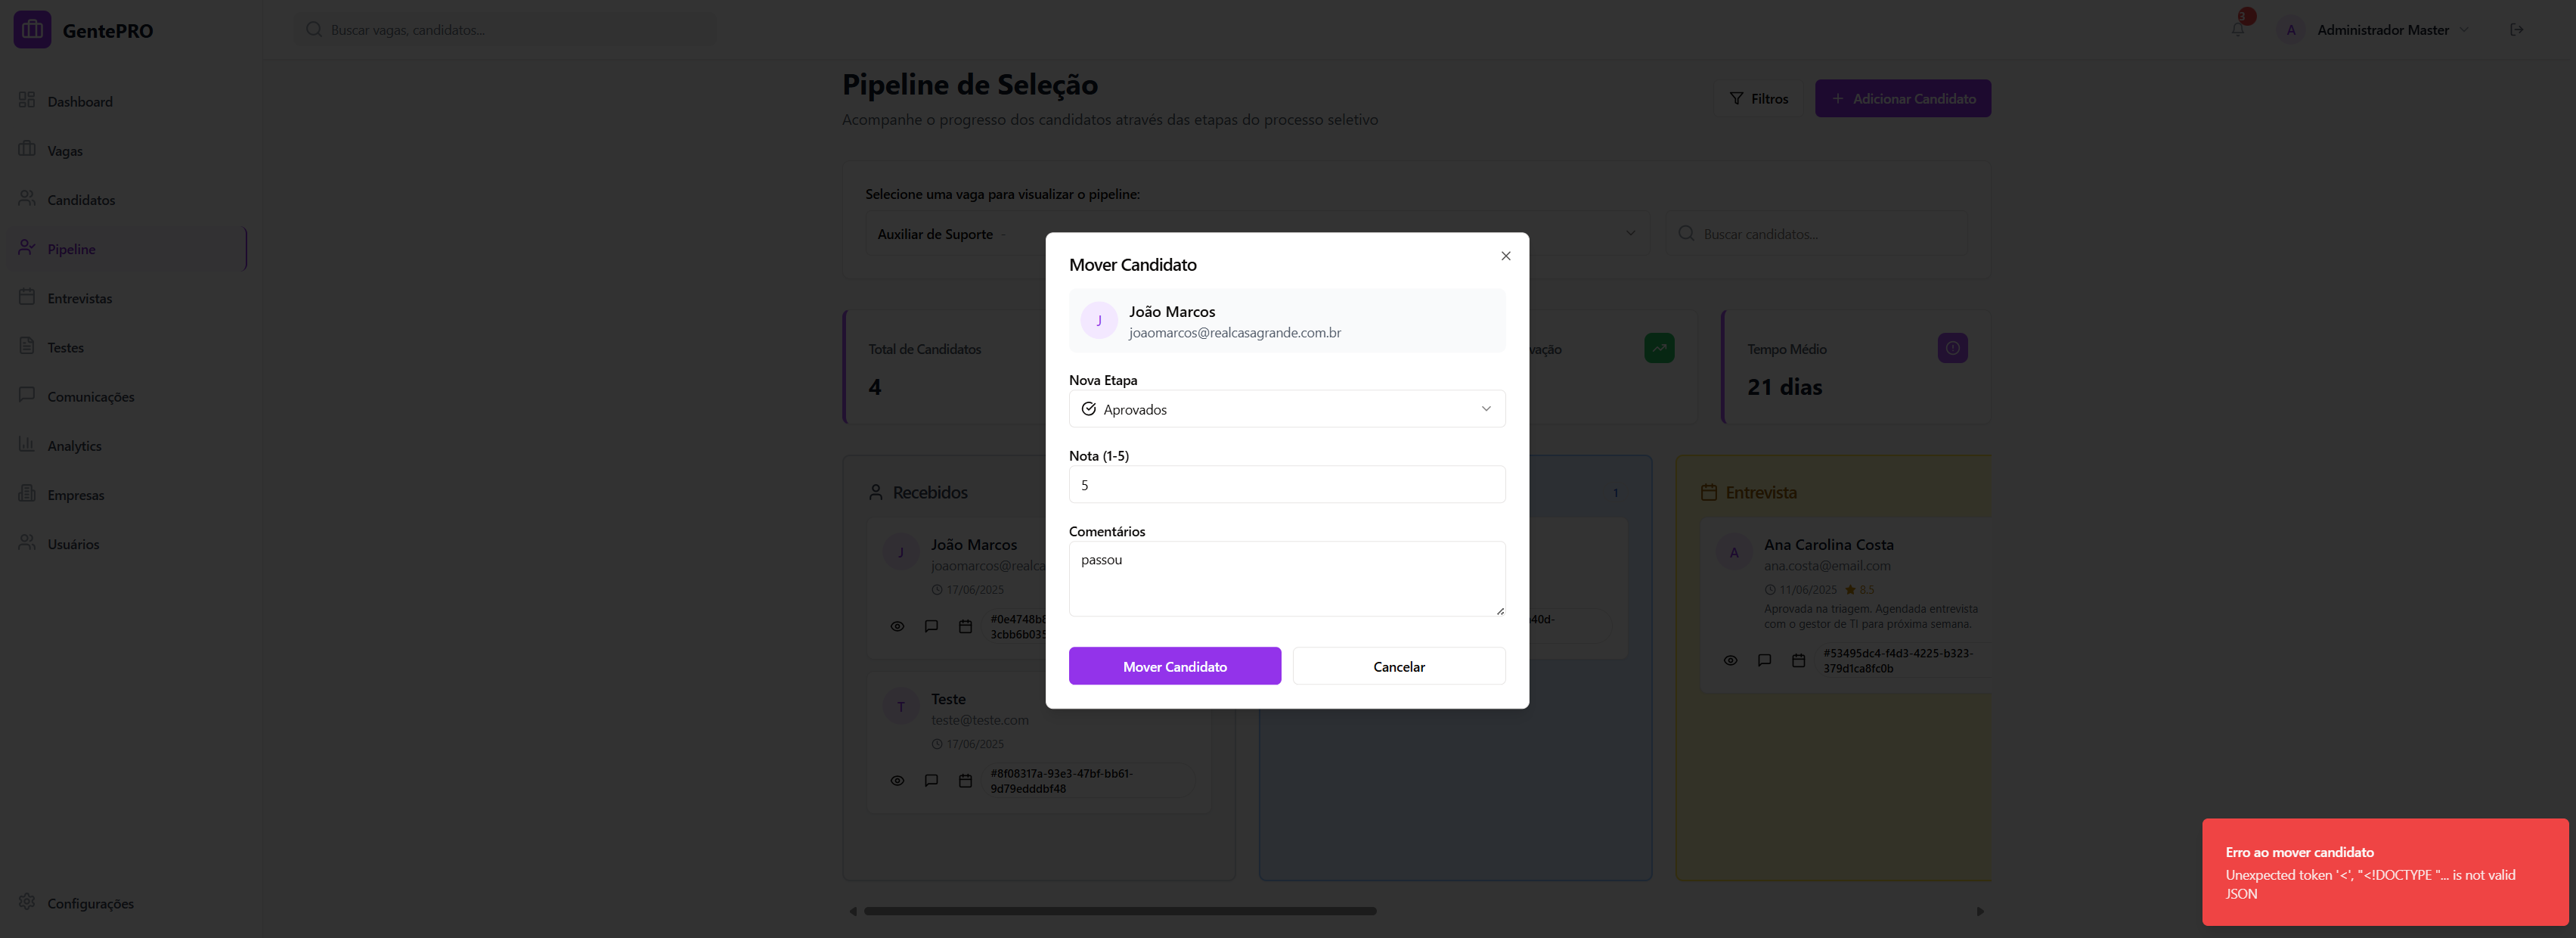 GentePRO
Buscar vagas, candidatos...
3
A
Administrador Master
Dashboard
Vagas
Candidatos
Pipeline
Entrevistas
Testes
Comunicações
Analytics
Empresas
Usuários
Configurações
Pipeline de Seleção
Acompanhe o progresso dos candidatos através das etapas do processo seletivo
Filtros
Adicionar Candidato
Selecione uma vaga para visualizar o pipeline:
Auxiliar de Suporte -
Buscar candidatos...
Total de Candidatos
4
vação
Tempo Médio
21 dias
Recebidos
J
João Marcos
joaomarcos@realca
17/06/2025
#0e4748b
3cbb6b03
T
Teste
teste@teste.com
17/06/2025
#8f08317a-93e3-47bf-bb61-
9d79edddbf48
1
40d-
Entrevista
A
Ana Carolina Costa
ana.costa@email.com
11/06/2025 8.5
Aprovada na triagem. Agendada entrevista
com o gestor de TI para próxima semana.
#53495dc4-f4d3-4225-b323-
379d1ca8fc0b
Mover Candidato
J
João Marcos
joaomarcos@realcasagrande.com.br
Nova Etapa
Aprovados
Nota (1-5)
5
Comentários
passou
Mover Candidato
Cancelar
Erro ao mover candidato
Unexpected token '<', "<!DOCTYPE "... is not valid
JSON